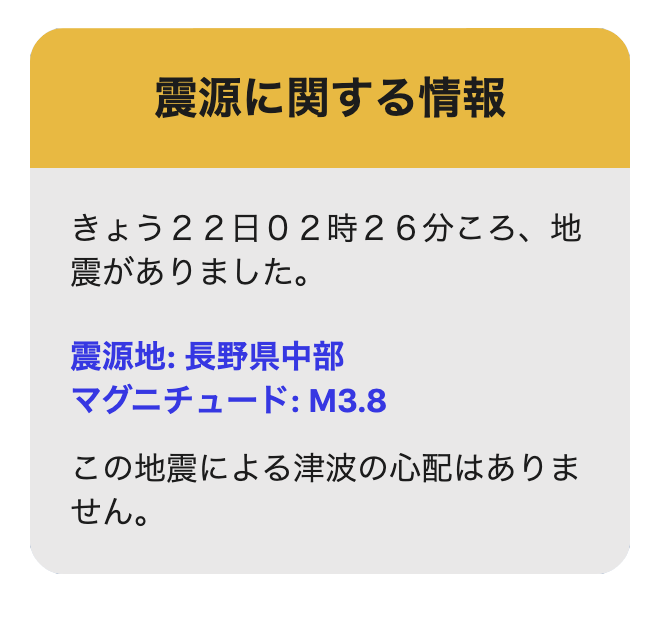 震源に関する情報
きょう２２日０２時２６分ころ、地
震がありました。
震源地: 長野県中部
マグニチュード: M3.8
この地震による津波の心配はありま
せん。